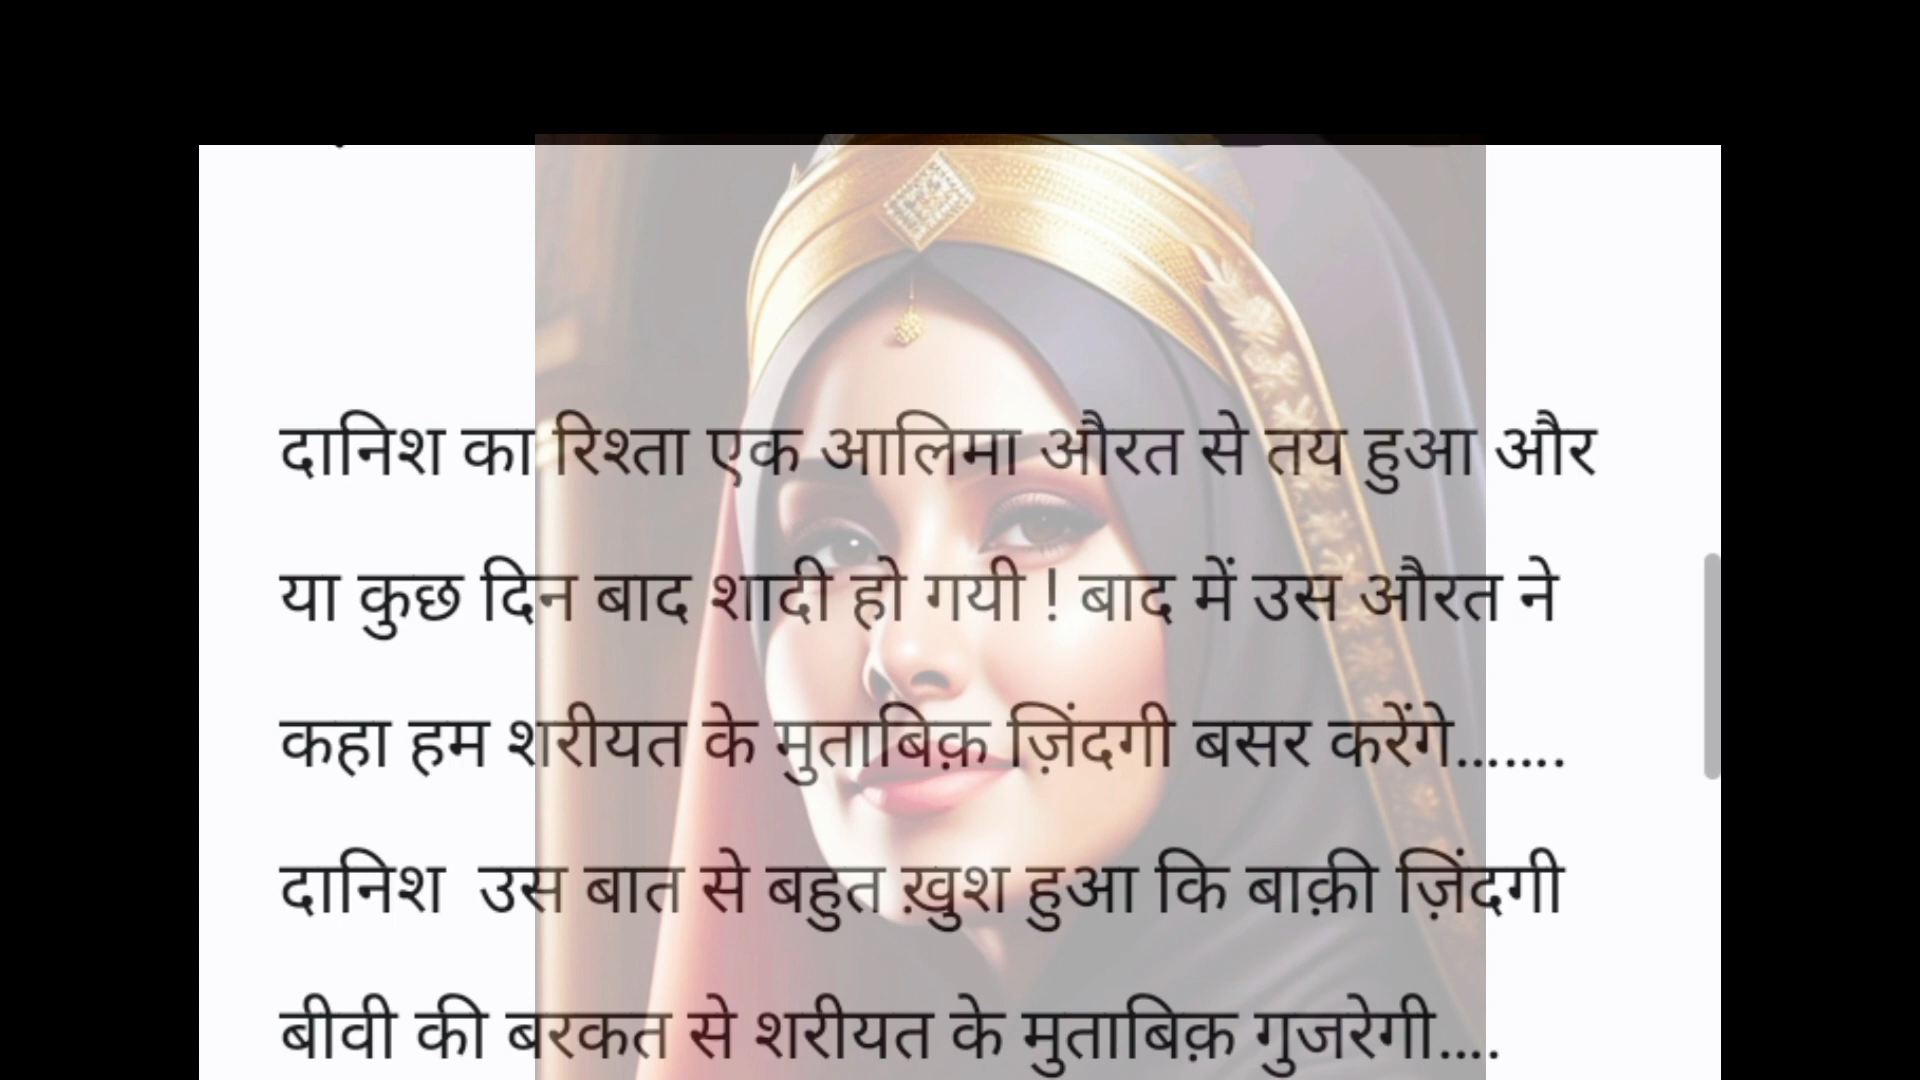 दानिश का रिश्ता एक आलिमा औरत से तय हुआ और
या कुछ दिन बाद शादी हो गयी ! बाद में उस औरत ने
कहा हम शरीयत के मुताबिक़ ज़िंदगी बसर करेंगे.......
दानिश  उस बात से बहुत ख़ुश हुआ कि बाक़ी ज़िंदगी
बीवी की बरकत से शरीयत के मुताबिक़ गुजरेगी....